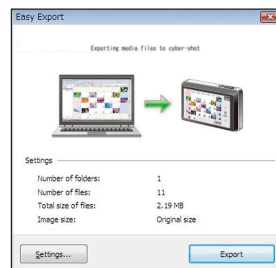 Easy Export
Exporting media files to cyber-shot
Settings
Number of folders: 1
Number of files: 11
Total size of files: 2.19 MB
Image size: Original size
Settings...
Export